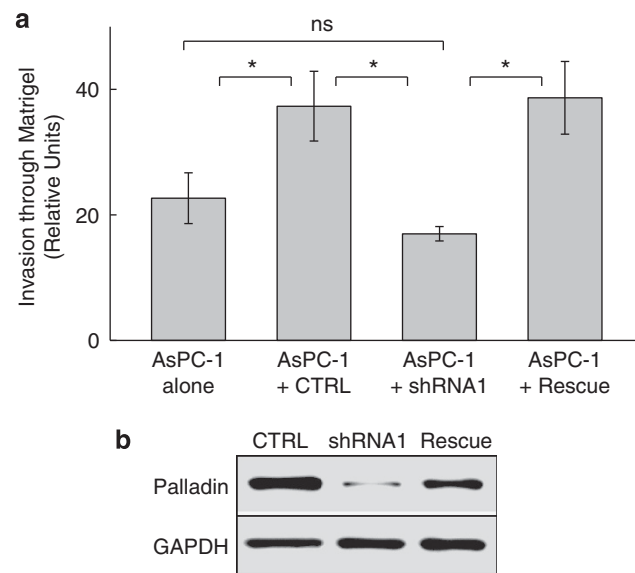 a
ns
* * *
Invasion through Matrigel
(Relative Units)
40
20
0
AsPC-1 AsPC-1 AsPC-1 AsPC-1
alone + CTRL + shRNA1 + Rescue
b
CTRL shRNA1 Rescue
Palladin
GAPDH